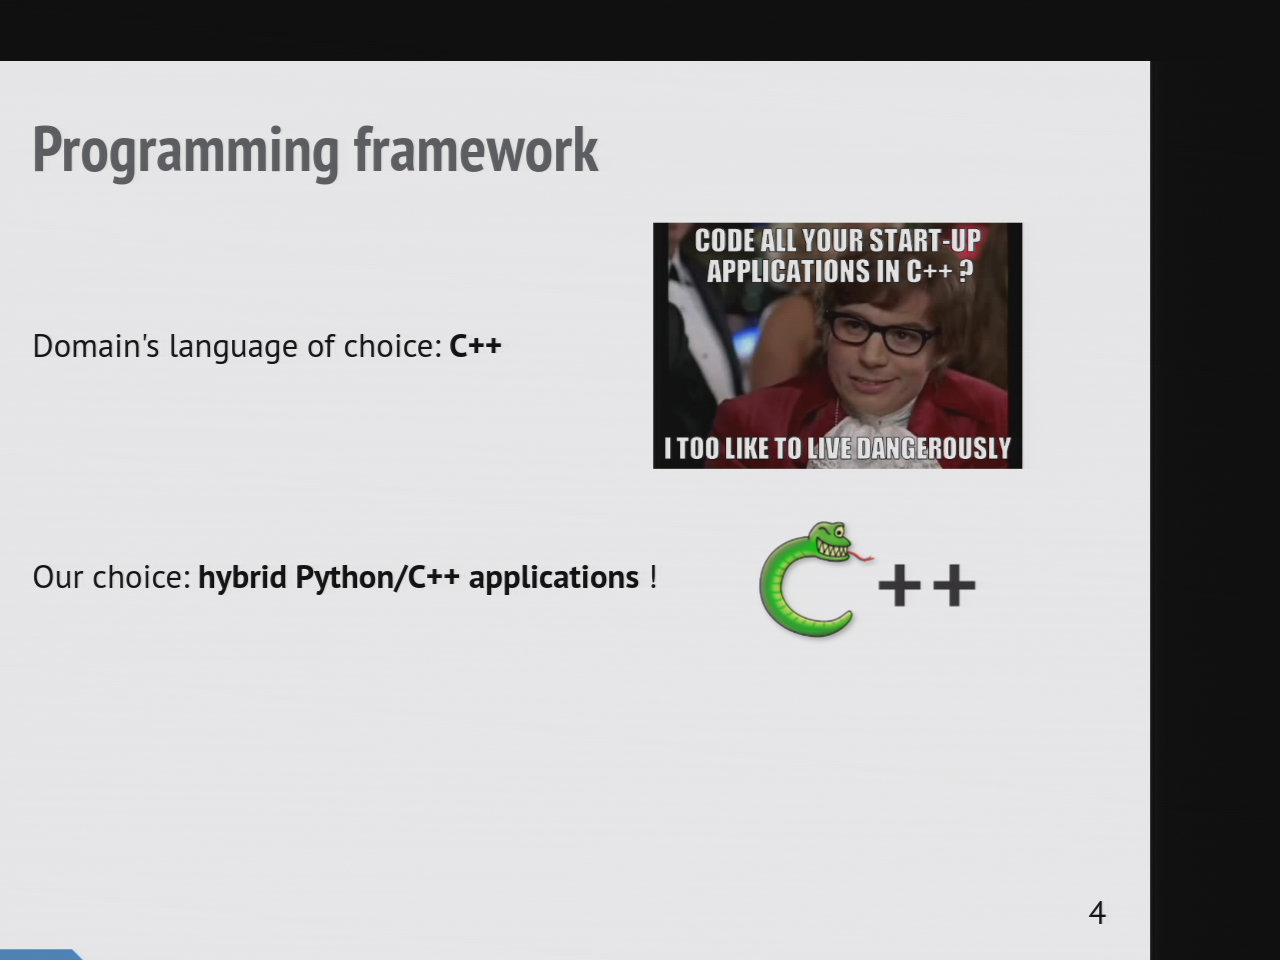 Programming framework
CODE ALL YOUR START-UP
APPLICATIONS IN C++ ?
I TOO LIKE TO LIVE DANGEROUSLY
Domain's language of choice: C++
Our choice: hybrid Python/C++ applications !
++
4